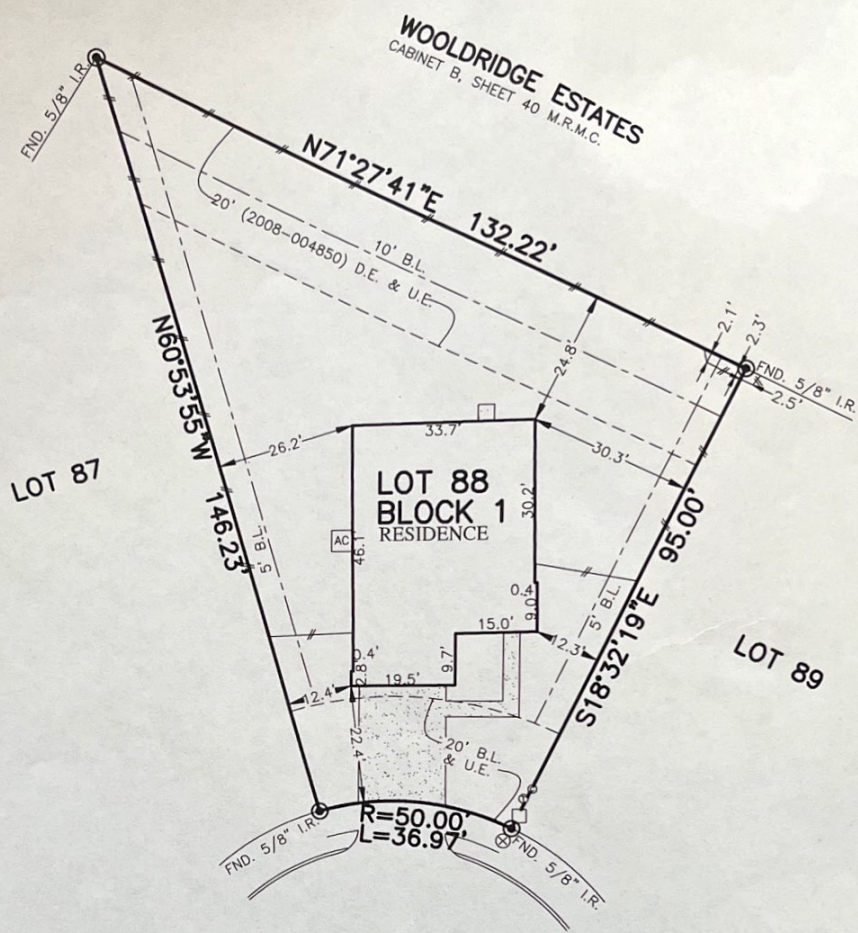 WOOLDRIDGE ESTATES
CABINET B, SHEET 40 M.R.M.C.
FND. 5/8" I.R.
N71°27'41"E 132.22'
20' (2008-004850) D.E. & U.E.
10' B.L.
2.1'
2.3'
FND. 5/8" I.R.
2.5'
24.8'
N60°53'55"W 146.23'
26.2'
33.7'
30.3'
LOT 87
LOT 88
BLOCK 1
RESIDENCE
30.2'
AC
46.1'
5' B.L.
S18°32'19"E 95.00'
0.4'
9.0'
5' B.L.
15.0'
12.3'
LOT 89
0.4'
2.8'
9.7'
19.5'
12.4'
22.4'
20' B.L.
& U.E.
R=50.00'
L=36.97'
FND. 5/8" I.R.
FND. 5/8" I.R.